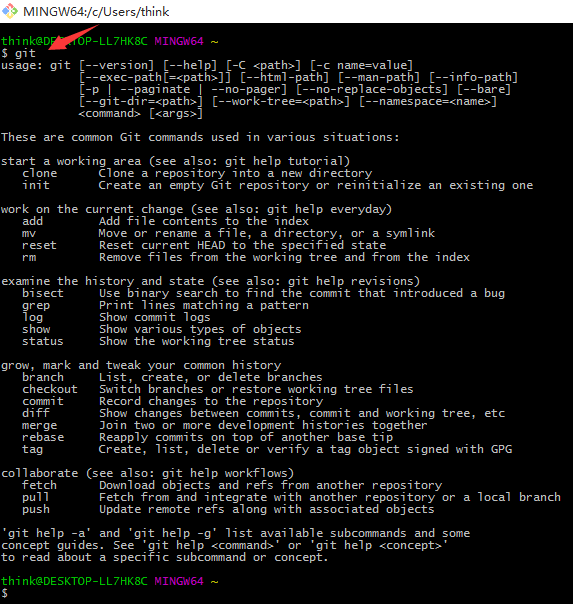 MINGW64:/c/Users/think
think@DESKTOP-LL7HK8C MINGW64 ~
$ git
usage: git [--version] [--help] [-C <path>] [-c name=value]
           [--exec-path[=<path>]] [--html-path] [--man-path] [--info-path]
           [-p | --paginate | --no-pager] [--no-replace-objects] [--bare]
           [--git-dir=<path>] [--work-tree=<path>] [--namespace=<name>]
           <command> [<args>]
These are common Git commands used in various situations:
start a working area (see also: git help tutorial)
   clone      Clone a repository into a new directory
   init       Create an empty Git repository or reinitialize an existing one
work on the current change (see also: git help everyday)
   add        Add file contents to the index
   mv         Move or rename a file, a directory, or a symlink
   reset      Reset current HEAD to the specified state
   rm         Remove files from the working tree and from the index
examine the history and state (see also: git help revisions)
   bisect     Use binary search to find the commit that introduced a bug
   grep       Print lines matching a pattern
   log        Show commit logs
   show       Show various types of objects
   status     Show the working tree status
grow, mark and tweak your common history
   branch     List, create, or delete branches
   checkout   Switch branches or restore working tree files
   commit     Record changes to the repository
   diff       Show changes between commits, commit and working tree, etc
   merge      Join two or more development histories together
   rebase     Reapply commits on top of another base tip
   tag        Create, list, delete or verify a tag object signed with GPG
collaborate (see also: git help workflows)
   fetch      Download objects and refs from another repository
   pull       Fetch from and integrate with another repository or a local branch
   push       Update remote refs along with associated objects
'git help -a' and 'git help -g' list available subcommands and some
concept guides. See 'git help <command>' or 'git help <concept>'
to read about a specific subcommand or concept.
think@DESKTOP-LL7HK8C MINGW64 ~
$